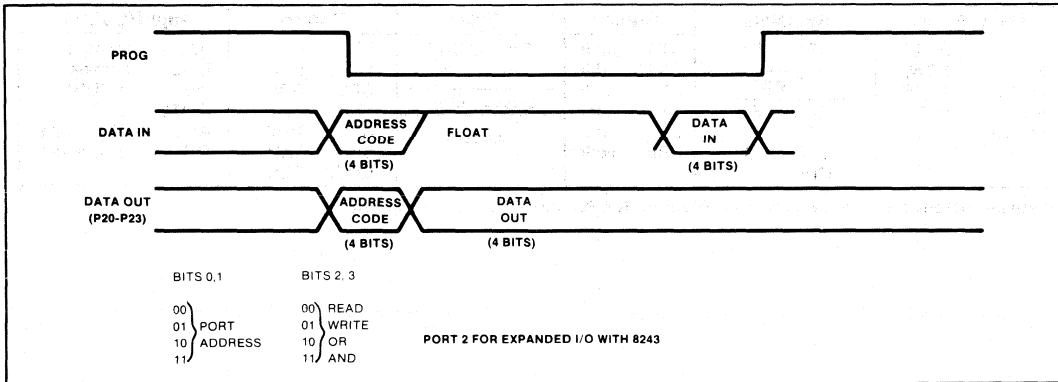 PROG
DATA IN
ADDRESS
CODE
FLOAT
DATA
IN
(4 BITS)
(4 BITS)
DATA OUT
(P20-P23)
ADDRESS
CODE
DATA
OUT
(4 BITS)
(4 BITS)
BITS 0,1
BITS 2, 3
00
01
10
11
PORT
ADDRESS
00 READ
01 WRITE
10 OR
11 AND
PORT 2 FOR EXPANDED I/O WITH 8243